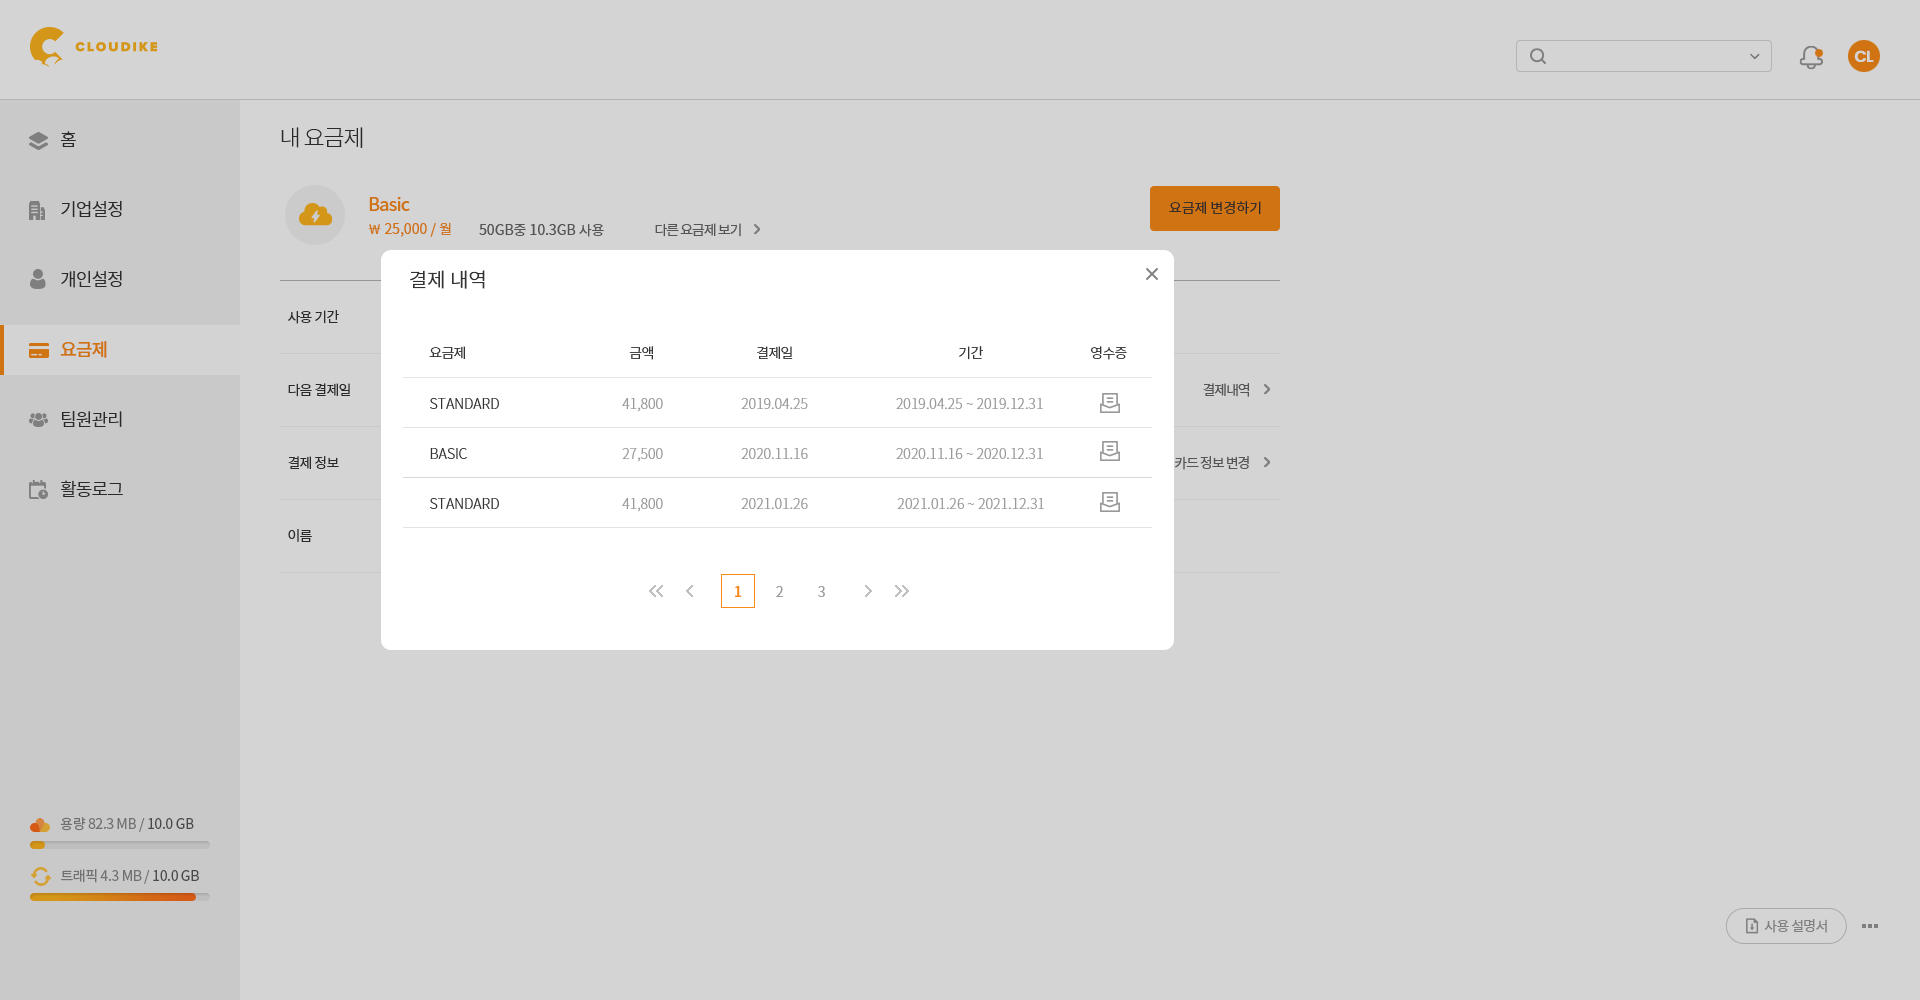 CLOUDIKE
CL
홈
기업설정
개인설정
요금제
팀원관리
활동로그
용량 82.3 MB / 10.0 GB
트래픽 4.3 MB / 10.0 GB
내 요금제
Basic
₩ 25,000 / 월 50GB중 10.3GB 사용 다른 요금제 보기
요금제 변경하기
사용 기간
다음 결제일 결제내역
결제 정보 카드 정보 변경
이름
결제 내역
요금제 금액 결제일 기간 영수증
STANDARD 41,800 2019.04.25 2019.04.25 ~ 2019.12.31
BASIC 27,500 2020.11.16 2020.11.16 ~ 2020.12.31
STANDARD 41,800 2021.01.26 2021.01.26 ~ 2021.12.31
1 2 3
사용 설명서